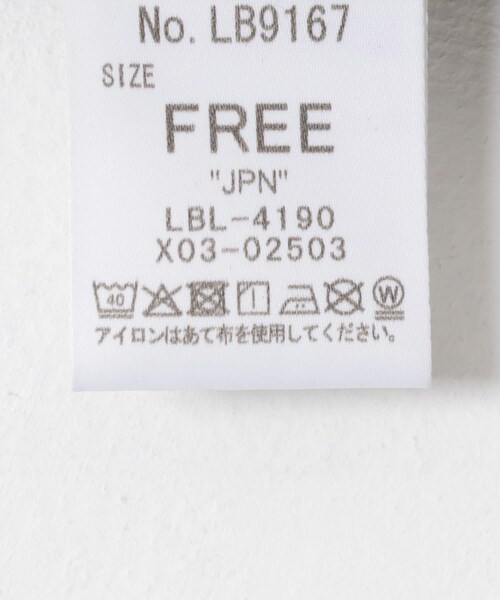 No. LB9167
SIZE
FREE
"JPN"
LBL-4190
X03-02503
40 W
アイロンはあて布を使用してください。